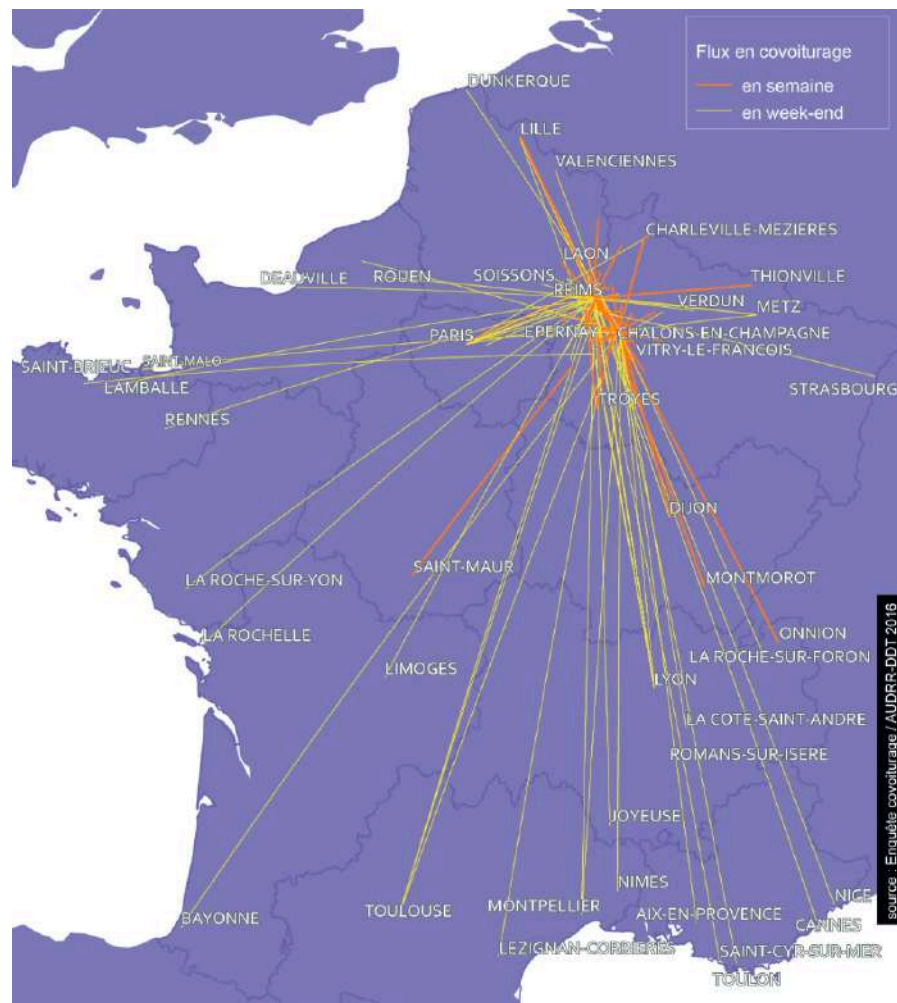 Flux en covoiturage
en semaine
en week-end
DUNKERQUE
LILLE
VALENCIENNES
CHARLEVILLE-MEZIERES
LAON
DEAUVILLE
ROUEN
SOISSONS
THIONVILLE
REIMS
VERDUN
METZ
PARIS
EPERNAY
CHALONS-EN-CHAMPAGNE
VITRY-LE-FRANCOIS
SAINT-BRIEUC
SAINT-MALO
LAMBALLE
STRASBOURG
RENNES
TROYES
DIJON
SAINT-MAUR
LA ROCHE-SUR-YON
MONTMOROT
LA ROCHELLE
ONNION
LA ROCHE-SUR-FORON
LIMOGES
LYON
LA COTE-SAINT-ANDRE
ROMANS-SUR-ISERE
JOYEUSE
NIMES
NICE
TOULOUSE
MONTPELLIER
AIX-EN-PROVENCE
CANNES
BAYONNE
LEZIGNAN-CORBIERES
SAINT-CYR-SUR-MER
TOULON
source : Enquête covoiturage / AUDRR-DDT 2016